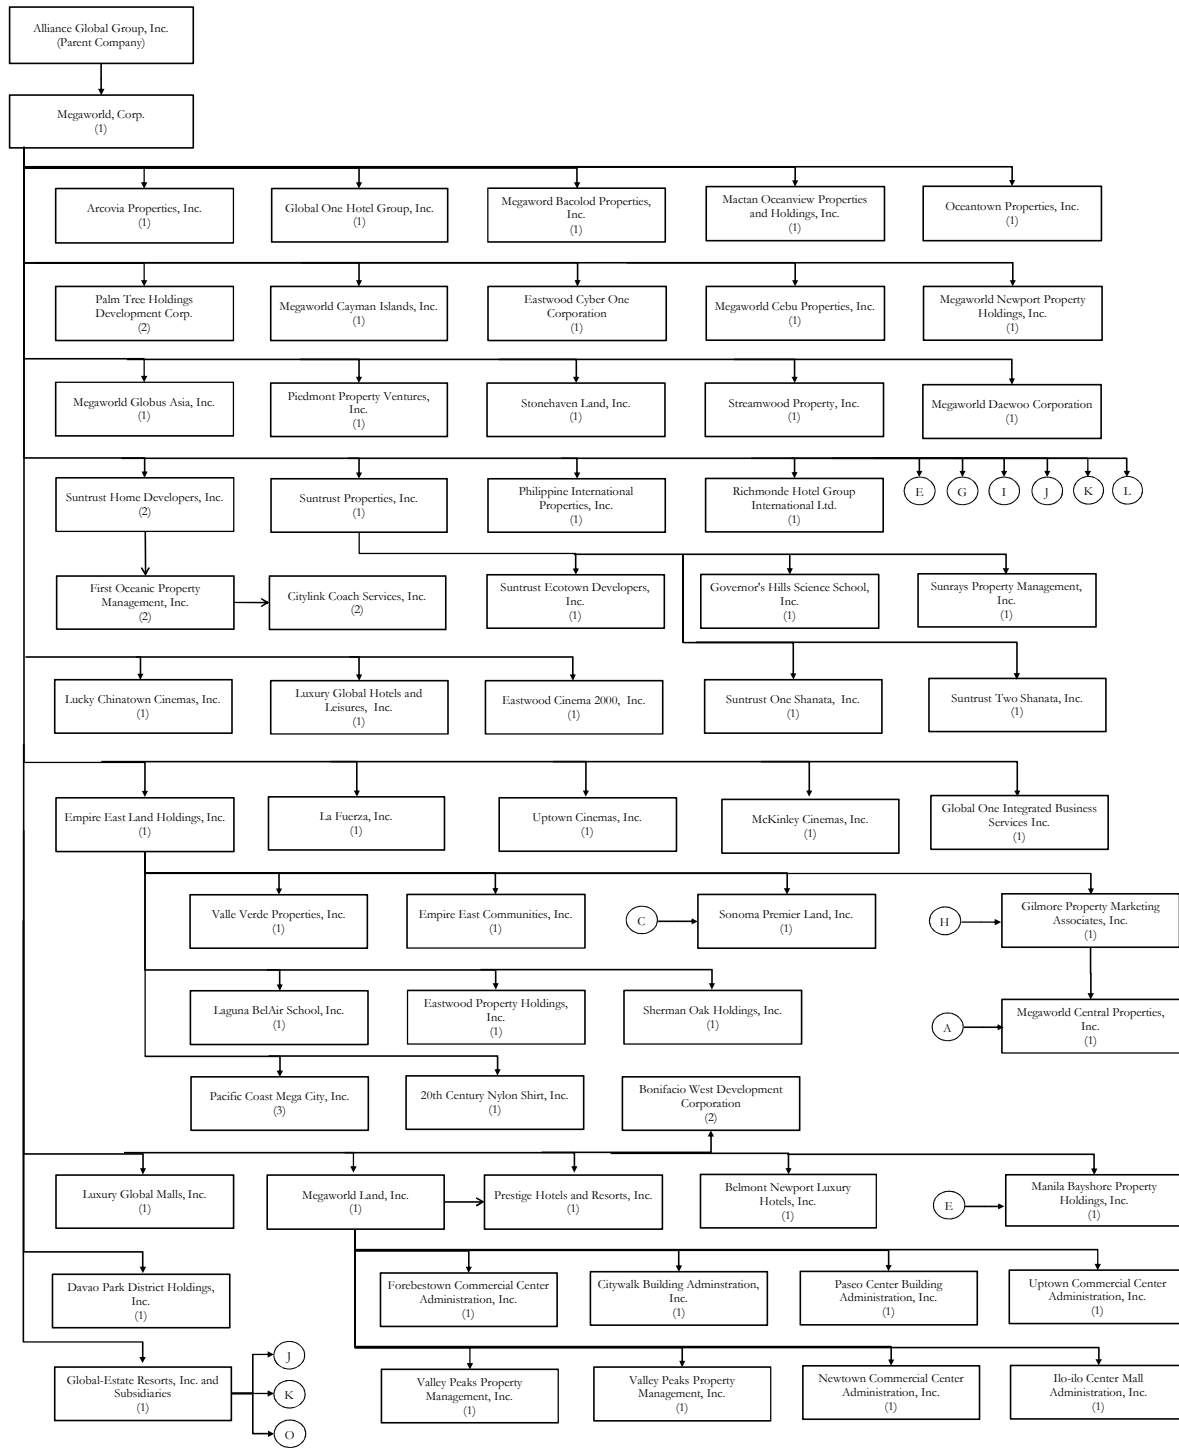 Alliance Global Group, Inc.
(Parent Company)
Megaworld, Corp.
(1)
Arcovia Properties, Inc.
(1)
Global One Hotel Group, Inc.
(1)
Megaword Bacolod Properties,
Inc.
(1)
Mactan Oceanview Properties
and Holdings, Inc.
(1)
Oceantown Properties, Inc.
(1)
Palm Tree Holdings
Development Corp.
(2)
Megaworld Cayman Islands, Inc.
(1)
Eastwood Cyber One
Corporation
(1)
Megaworld Cebu Properties, Inc.
(1)
Megaworld Newport Property
Holdings, Inc.
(1)
Megaworld Globus Asia, Inc.
(1)
Piedmont Property Ventures,
Inc.
(1)
Stonehaven Land, Inc.
(1)
Streamwood Property, Inc.
(1)
Megaworld Daewoo Corporation
(1)
Suntrust Home Developers, Inc.
(2)
Suntrust Properties, Inc.
(1)
Philippine International
Properties, Inc.
(1)
Richmonde Hotel Group
International Ltd.
(1)
E
G
I
J
K
L
First Oceanic Property
Management, Inc.
(2)
Citylink Coach Services, Inc.
(2)
Suntrust Ecotown Developers,
Inc.
(1)
Governor's Hills Science School,
Inc.
(1)
Sunrays Property Management,
Inc.
(1)
Lucky Chinatown Cinemas, Inc.
(1)
Luxury Global Hotels and
Leisures, Inc.
(1)
Eastwood Cinema 2000, Inc.
(1)
Suntrust One Shanata, Inc.
(1)
Suntrust Two Shanata, Inc.
(1)
Empire East Land Holdings, Inc.
(1)
La Fuerza, Inc.
(1)
Uptown Cinemas, Inc.
(1)
McKinley Cinemas, Inc.
(1)
Global One Integrated Business
Services Inc.
(1)
Valle Verde Properties, Inc.
(1)
Empire East Communities, Inc.
(1)
C
Sonoma Premier Land, Inc.
(1)
H
Gilmore Property Marketing
Associates, Inc.
(1)
Laguna BelAir School, Inc.
(1)
Eastwood Property Holdings,
Inc.
(1)
Sherman Oak Holdings, Inc.
(1)
A
Megaworld Central Properties,
Inc.
(1)
Pacific Coast Mega City, Inc.
(3)
20th Century Nylon Shirt, Inc.
(1)
Bonifacio West Development
Corporation
(2)
Luxury Global Malls, Inc.
(1)
Megaworld Land, Inc.
(1)
Prestige Hotels and Resorts, Inc.
(1)
Belmont Newport Luxury
Hotels, Inc.
(1)
E
Manila Bayshore Property
Holdings, Inc.
(1)
Davao Park District Holdings,
Inc.
(1)
Forebestown Commercial Center
Administration, Inc.
(1)
Citywalk Building Adminstration,
Inc.
(1)
Paseo Center Building
Administration, Inc.
(1)
Uptown Commercial Center
Administration, Inc.
(1)
Global-Estate Resorts, Inc. and
Subsidiaries
(1)
J
K
O
Valley Peaks Property
Management, Inc.
(1)
Valley Peaks Property
Management, Inc.
(1)
Newtown Commercial Center
Administration, Inc.
(1)
Ilo-ilo Center Mall
Administration, Inc.
(1)